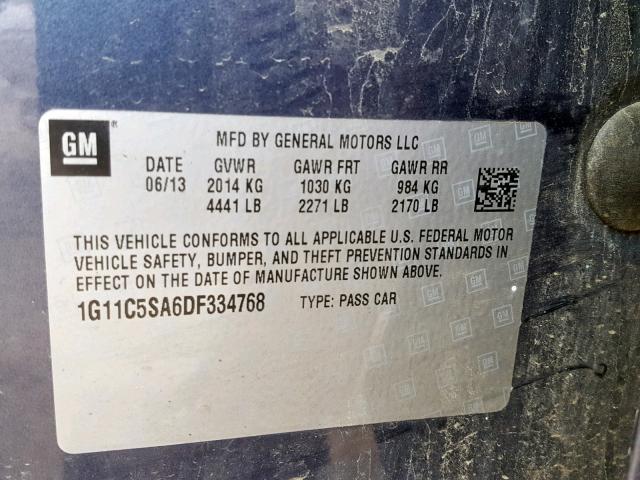 GM
MFD BY GENERAL MOTORS LLC
DATE GVWR GAWR FRT GAWR RR
06/13 2014 KG 1030 KG 984 KG
4441 LB 2271 LB 2170 LB
THIS VEHICLE CONFORMS TO ALL APPLICABLE U.S. FEDERAL MOTOR
VEHICLE SAFETY, BUMPER, AND THEFT PREVENTION STANDARDS IN
EFFECT ON THE DATE OF MANUFACTURE SHOWN ABOVE.
1G11C5SA6DF334768 TYPE: PASS CAR